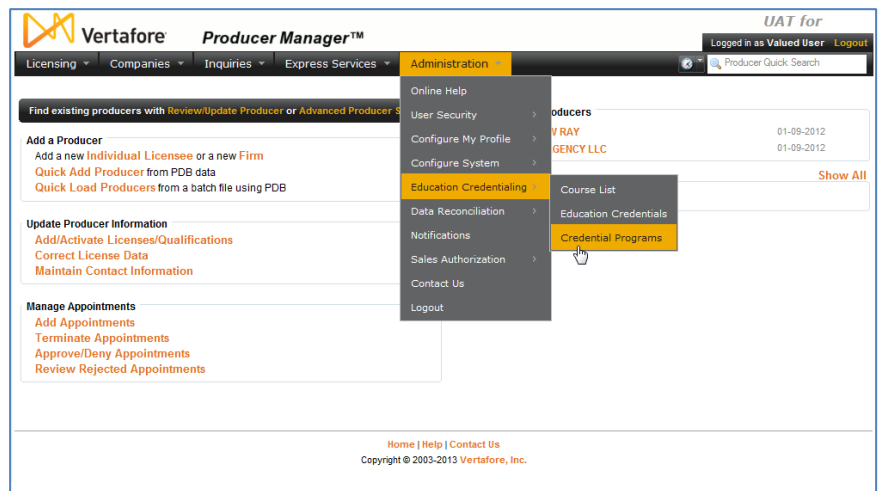 UAT for
Vertafore Producer Manager™
Logged in as Valued User Logout
Licensing Companies Inquiries Express Services Administration Producer Quick Search
Online Help
User Security
Configure My Profile
Configure System
Education Credentialing
Data Reconciliation
Notifications
Sales Authorization
Contact Us
Logout
Course List
Education Credentials
Credential Programs
Find existing producers with Review/Update Producer or Advanced Producer S
Add a Producer
Add a new Individual Licensee or a new Firm
Quick Add Producer from PDB data
Quick Load Producers from a batch file using PDB
Update Producer Information
Add/Activate Licenses/Qualifications
Correct License Data
Maintain Contact Information
Manage Appointments
Add Appointments
Terminate Appointments
Approve/Deny Appointments
Review Rejected Appointments
oducers
W RAY 01-09-2012
GENCY LLC 01-09-2012
Show All
Home | Help | Contact Us
Copyright © 2003-2013 Vertafore, Inc.